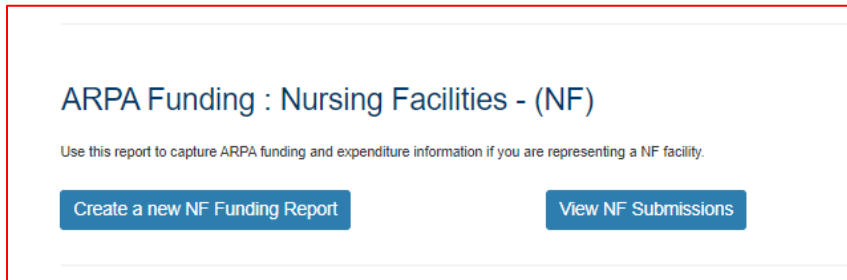 ARPA Funding : Nursing Facilities - (NF)
Use this report to capture ARPA funding and expenditure information if you are representing a NF facility.
Create a new NF Funding Report
View NF Submissions